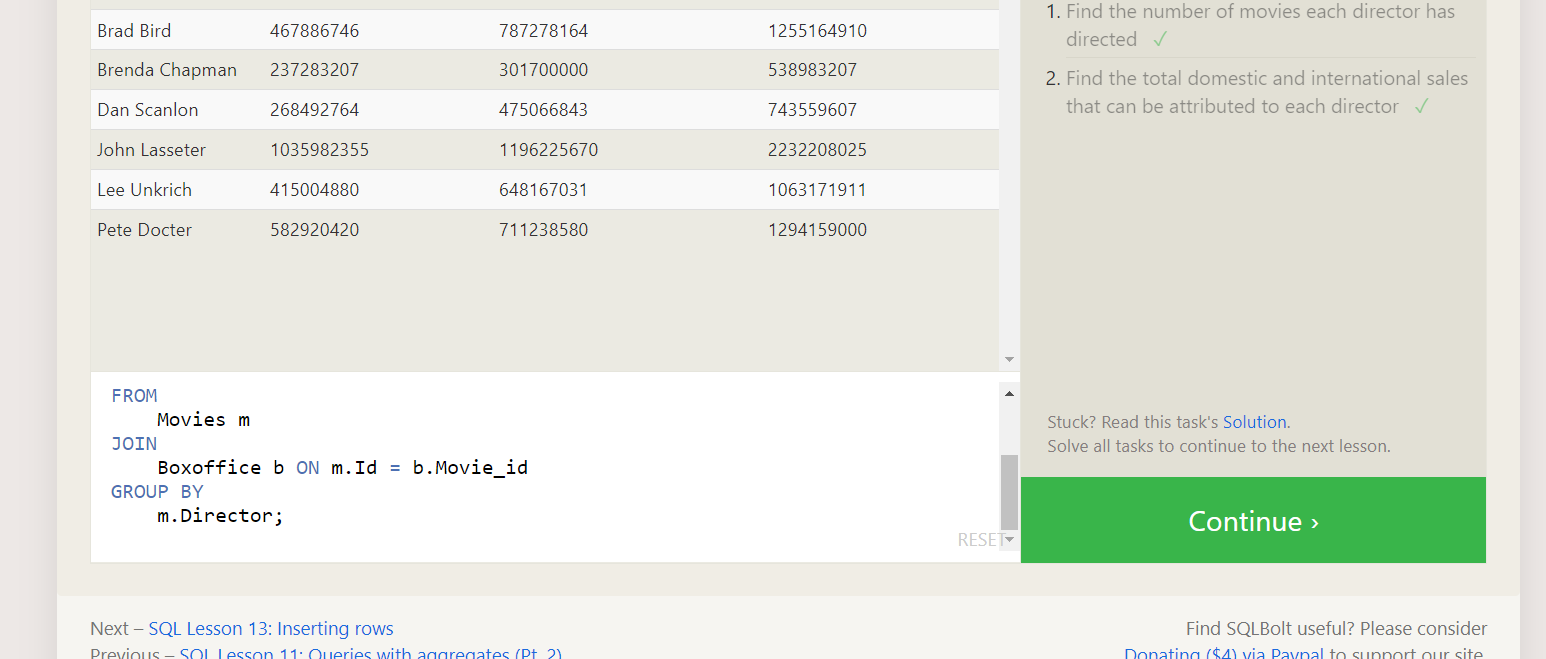 Brad Bird 467886746 787278164 1255164910
Brenda Chapman 237283207 301700000 538983207
Dan Scanlon 268492764 475066843 743559607
John Lasseter 1035982355 1196225670 2232208025
Lee Unkrich 415004880 648167031 1063171911
Pete Docter 582920420 711238580 1294159000
FROM
Movies m
JOIN
Boxoffice b ON m.Id = b.Movie_id
GROUP BY
m.Director;
RESET
1. Find the number of movies each director has
directed ✓
2. Find the total domestic and international sales
that can be attributed to each director ✓
Stuck? Read this task's Solution.
Solve all tasks to continue to the next lesson.
Continue ›
Next – SQL Lesson 13: Inserting rows
Previous – SQL Lesson 11: Queries with aggregates (Pt. 2)
Find SQLBolt useful? Please consider
Donating ($4) via Paypal to support our site.